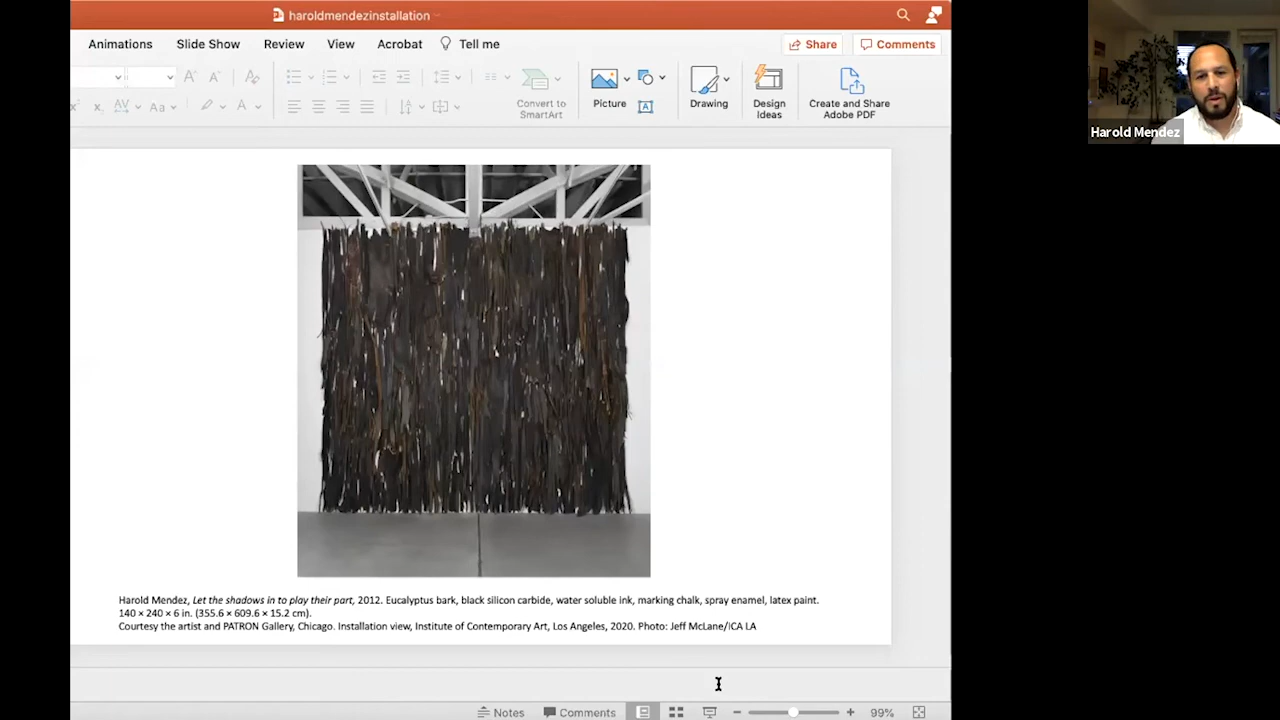 haroldmendezinstallation
Animations Slide Show Review View Acrobat Tell me Share Comments
Aa
Convert to SmartArt
Picture
Drawing
Design Ideas
Create and Share Adobe PDF
Harold Mendez
Harold Mendez, Let the shadows in to play their part, 2012. Eucalyptus bark, black silicon carbide, water soluble ink, marking chalk, spray enamel, latex paint.
140 × 240 × 6 in. (355.6 × 609.6 × 15.2 cm).
Courtesy the artist and PATRON Gallery, Chicago. Installation view, Institute of Contemporary Art, Los Angeles, 2020. Photo: Jeff McLane/ICA LA
Notes Comments 99%